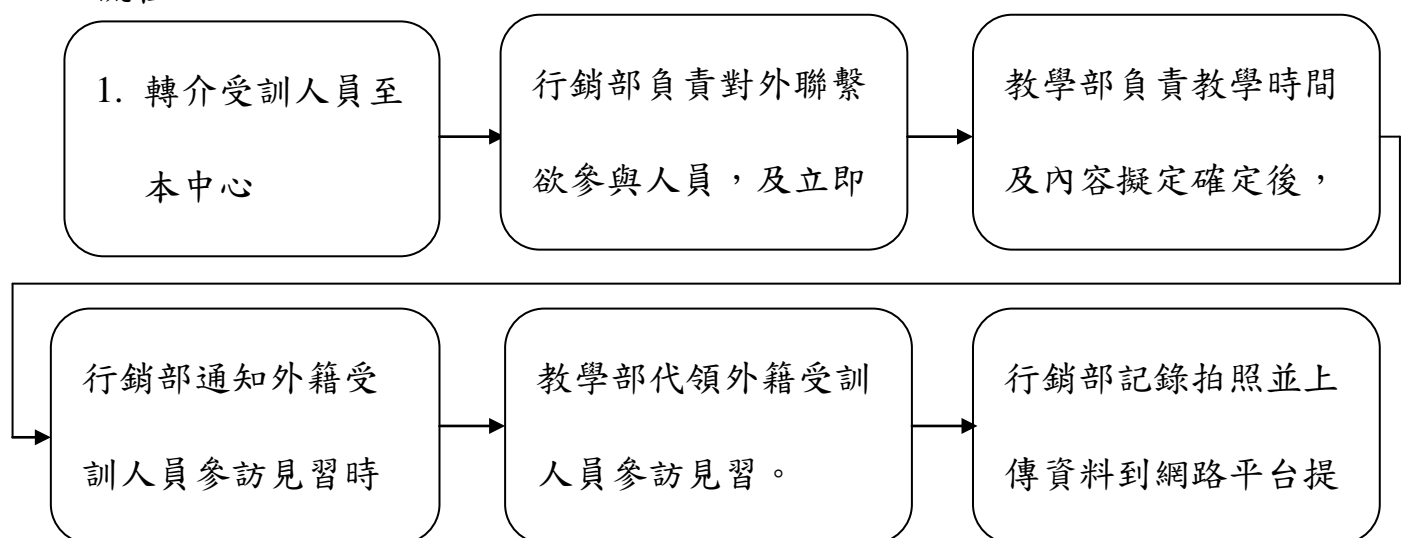 1. 轉介受訓人員至
本中心
行銷部負責對外聯繫
欲參與人員，及立即
教學部負責教學時間
及內容擬定確定後，
行銷部通知外籍受
訓人員參訪見習時
教學部代領外籍受訓
人員參訪見習。
行銷部記錄拍照並上
傳資料到網路平台提